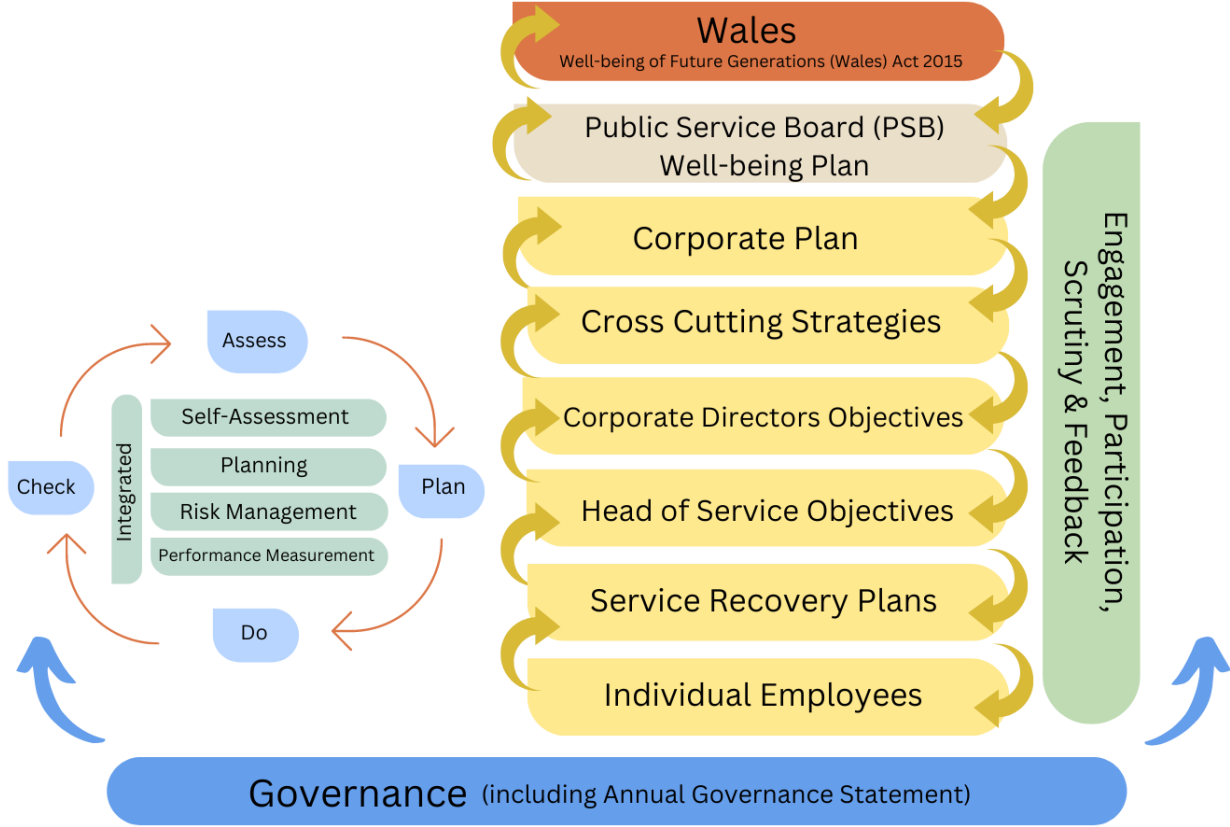 Wales
Well-being of Future Generations (Wales) Act 2015
Public Service Board (PSB)
Well-being Plan
Corporate Plan
Cross Cutting Strategies
Corporate Directors Objectives
Head of Service Objectives
Service Recovery Plans
Individual Employees
Engagement, Participation,
Scrutiny & Feedback
Assess
Plan
Do
Check
Integrated
Self-Assessment
Planning
Risk Management
Performance Measurement
Governance (including Annual Governance Statement)